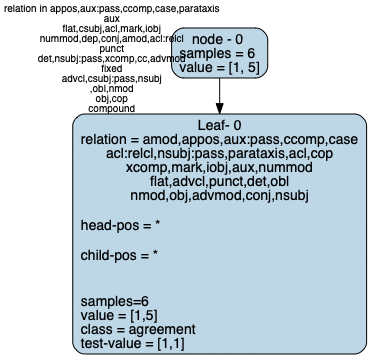 relation in appos,aux:pass,ccomp,case,parataxis
aux
flat,csubj,acl,mark,iobj
nummod,dep,conj,amod,acl:relcl
punct
det,nsubj:pass,xcomp,cc,advmod
fixed
advcl,csubj:pass,nsubj
,obl,nmod
obj,cop
compound
node - 0
samples = 6
value = [1, 5]
Leaf- 0
relation = amod,appos,aux:pass,ccomp,case
acl:relcl,nsubj:pass,parataxis,acl,cop
xcomp,mark,iobj,aux,nummod
flat,advcl,punct,det,obl
nmod,obj,advmod,conj,nsubj
head-pos = *
child-pos = *
samples=6
value = [1,5]
class = agreement
test-value = [1,1]